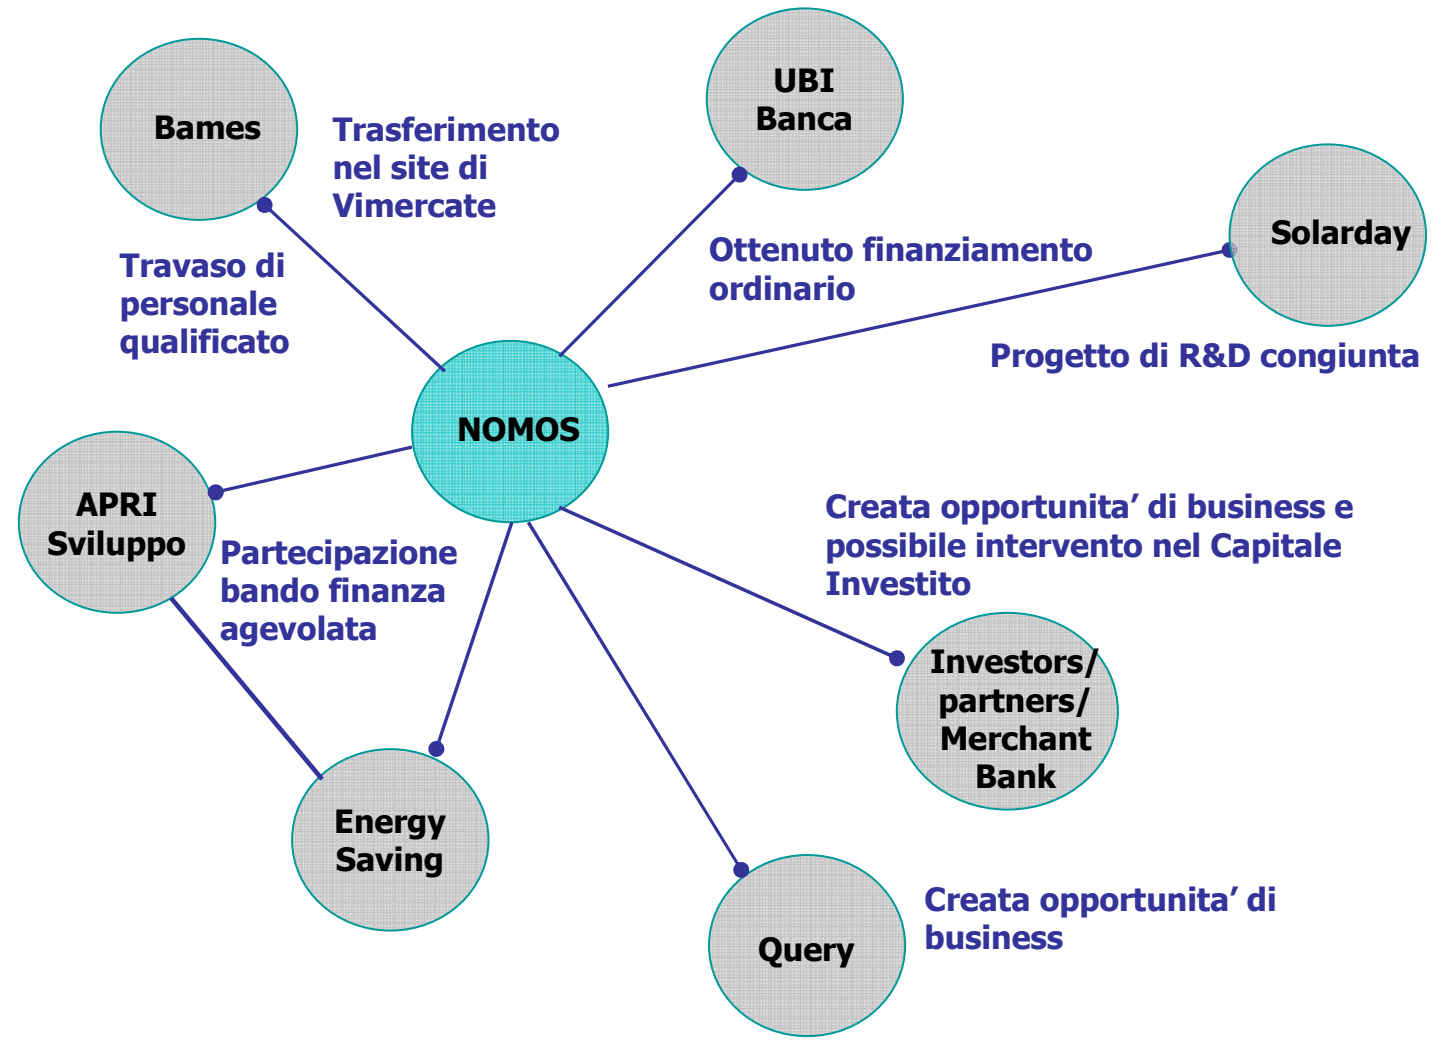 Bames
Trasferimento
nel site di
Vimercate
UBI
Banca
Solarday
Travaso di
personale
qualificato
Ottenuto finanziamento
ordinario
Progetto di R&D congiunta
NOMOS
APRI
Sviluppo
Partecipazione
bando finanza
agevolata
Creata opportunita’ di business e
possibile intervento nel Capitale
Investito
Investors/
partners/
Merchant
Bank
Energy
Saving
Query
Creata opportunita’ di
business